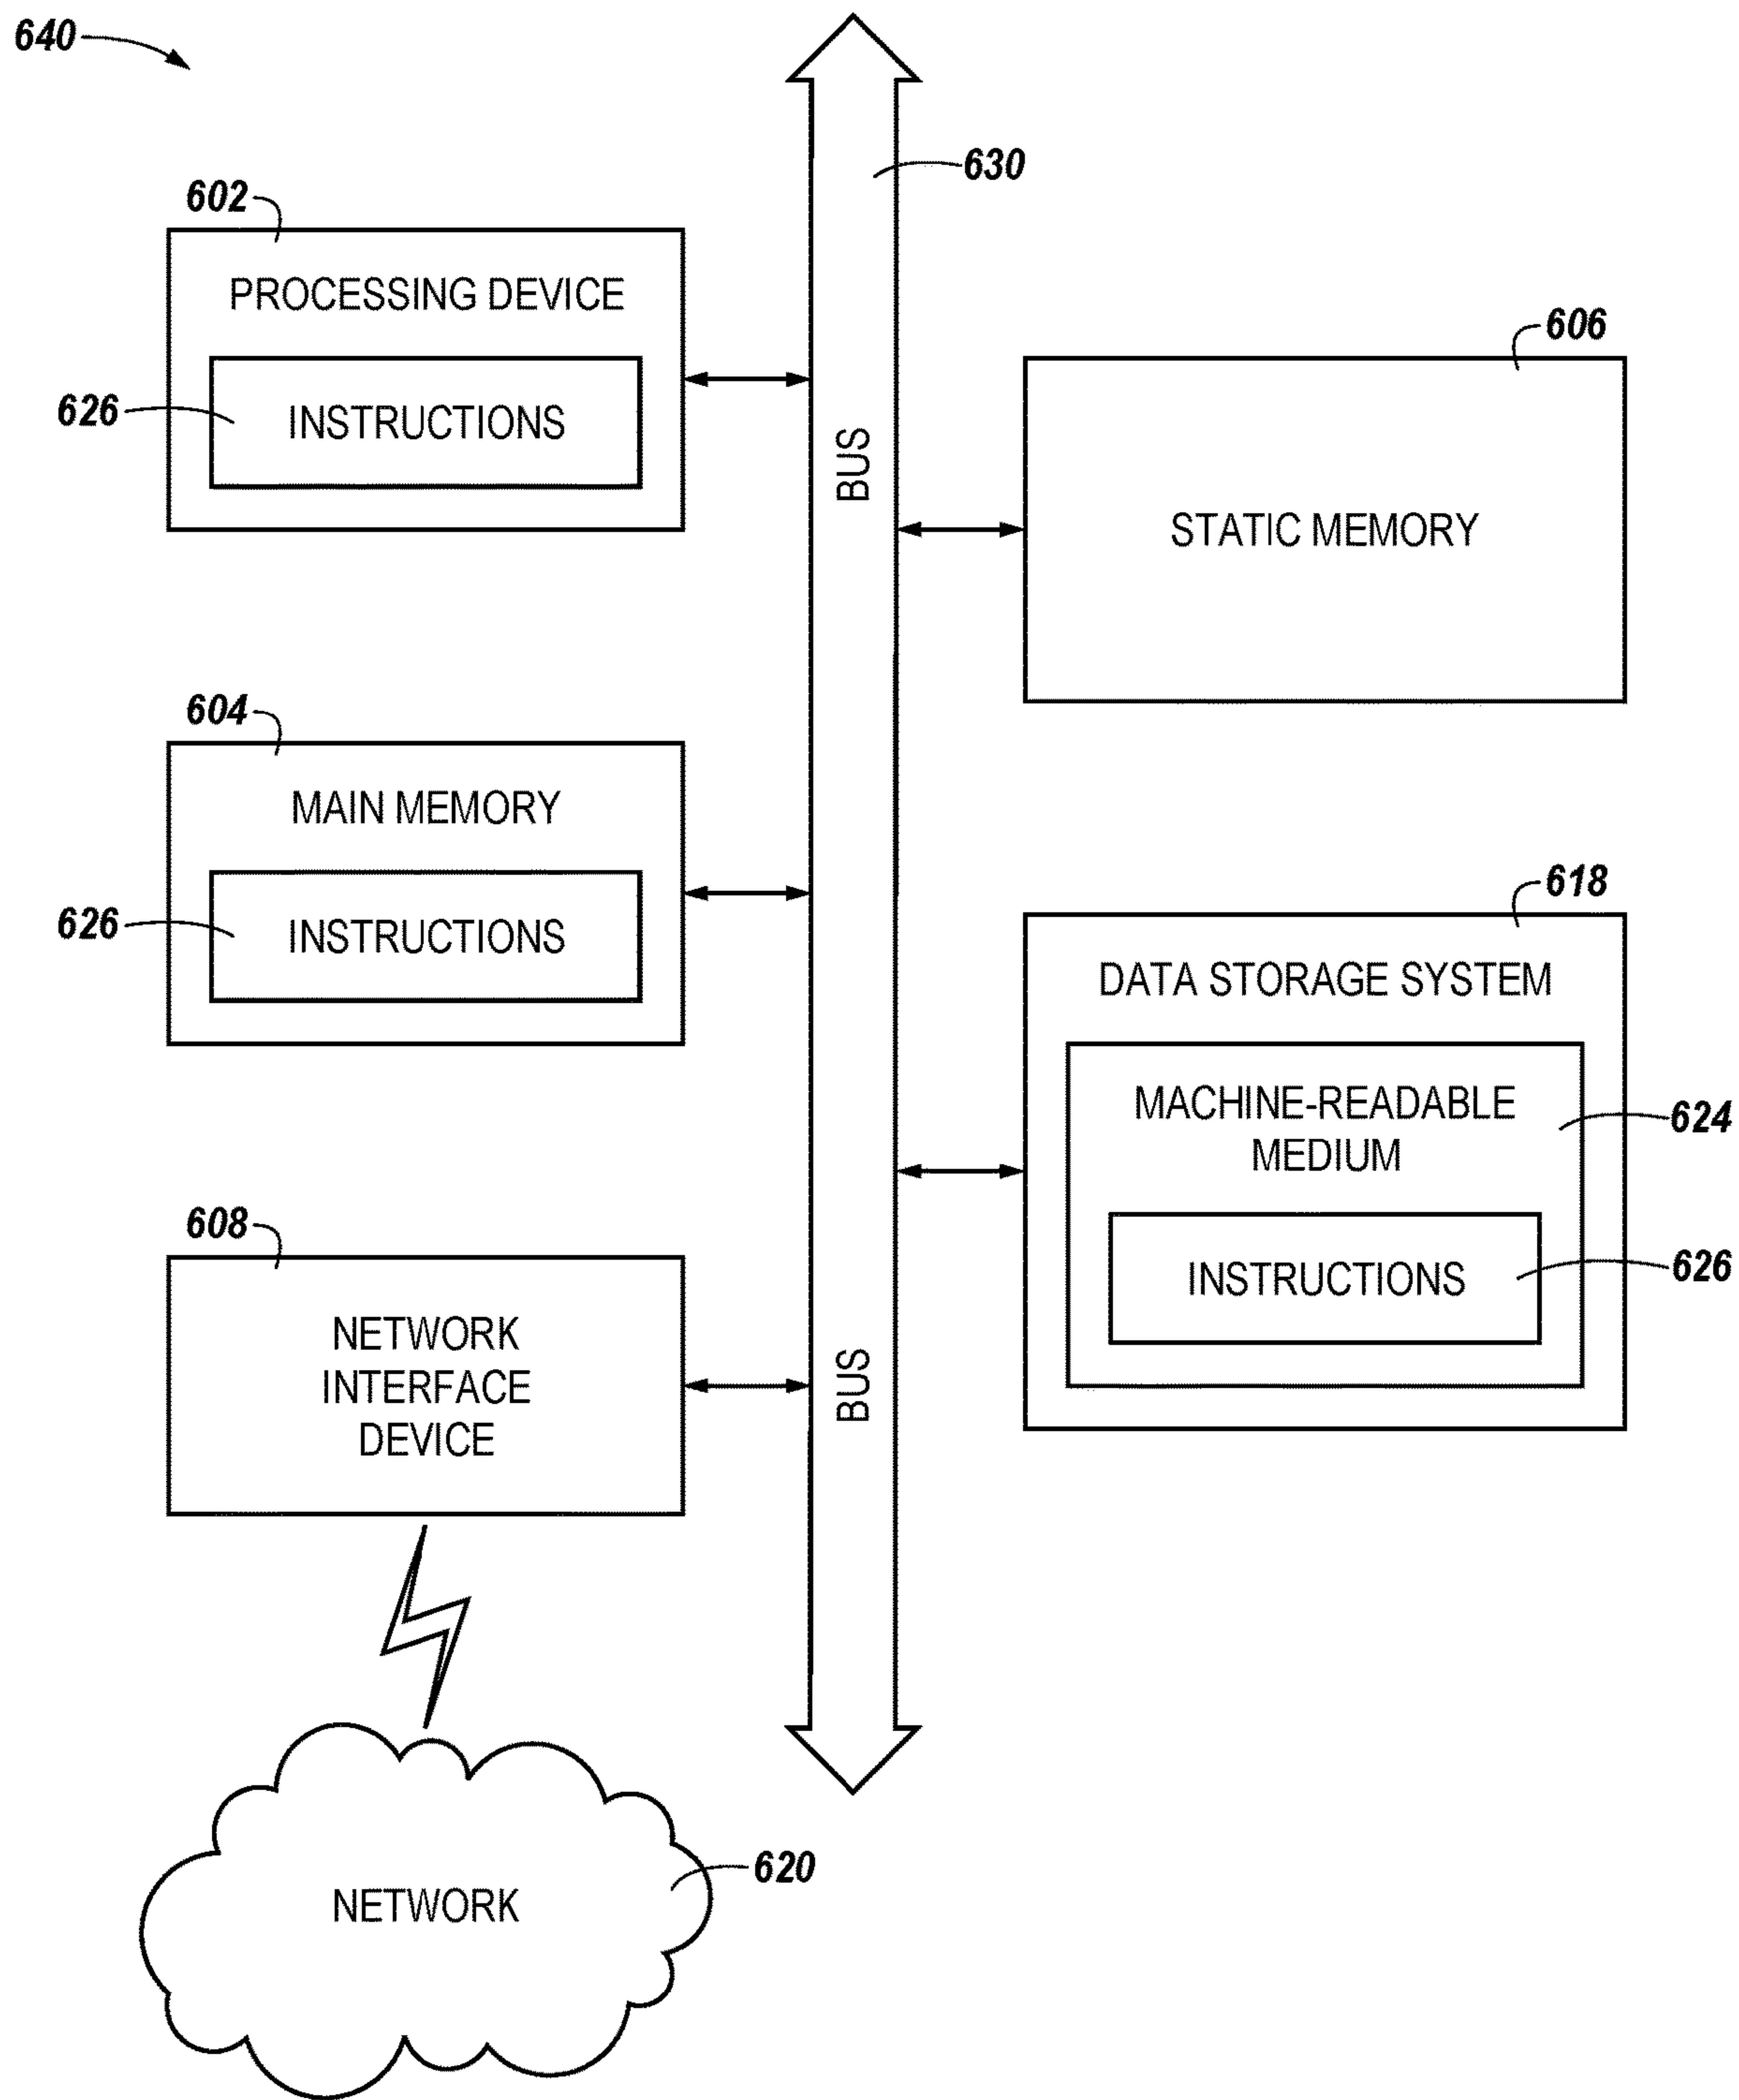 640
630
602
PROCESSING DEVICE
626
INSTRUCTIONS
BUS
606
STATIC MEMORY
604
MAIN MEMORY
626
INSTRUCTIONS
618
DATA STORAGE SYSTEM
MACHINE-READABLE
MEDIUM
624
INSTRUCTIONS
626
608
NETWORK
INTERFACE
DEVICE
BUS
NETWORK
620